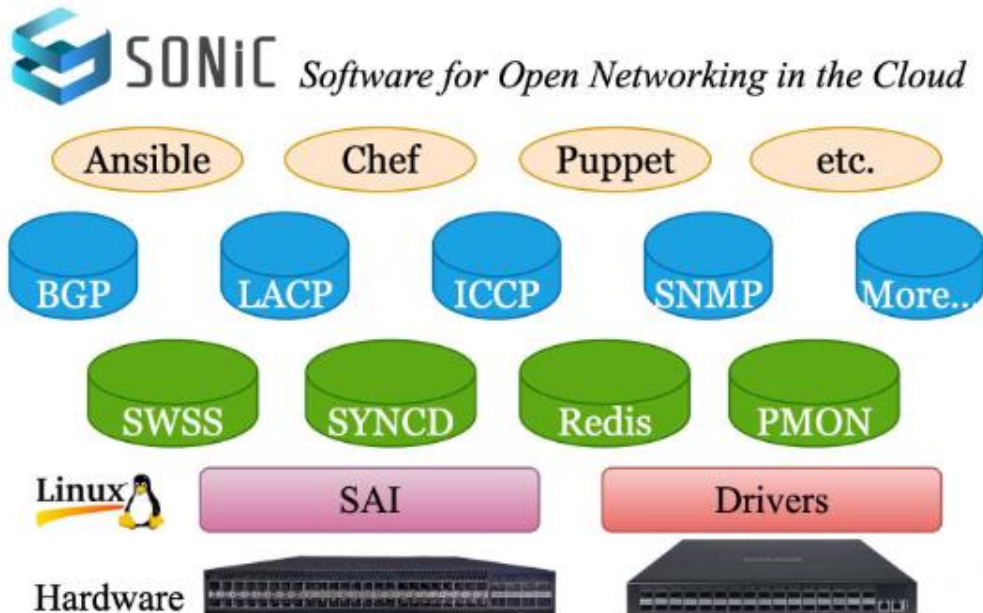 SONiC Software for Open Networking in the Cloud
Ansible Chef Puppet etc.
BGP LACP ICCP SNMP More...
SWSS SYNCD Redis PMON
Linux SAI Drivers
Hardware